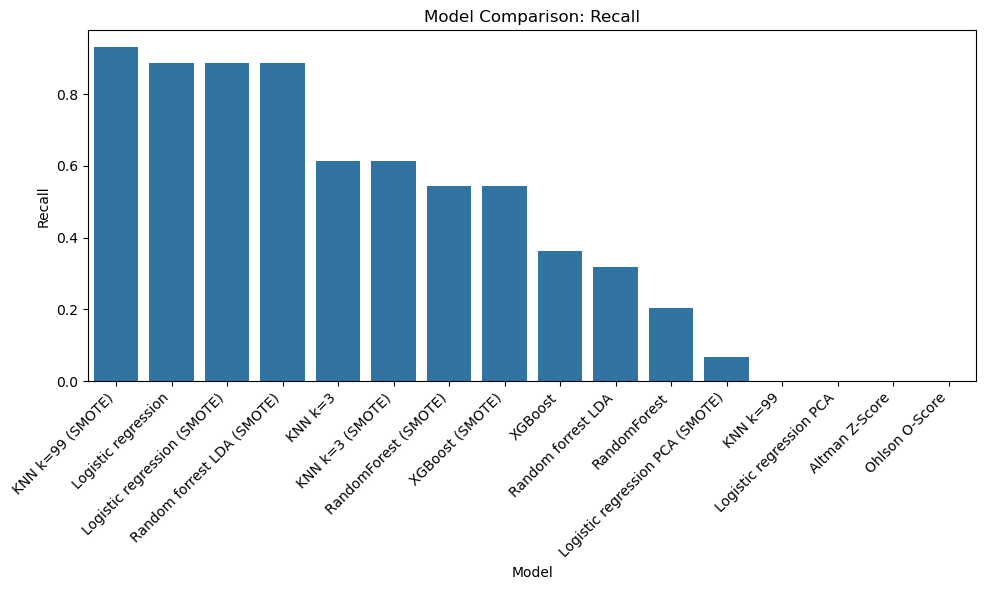 Model Comparison: Recall
Recall
0.8
0.6
0.4
0.2
0.0
KNN k=99 (SMOTE)
Logistic regression
Logistic regression (SMOTE)
Random forrest LDA (SMOTE)
KNN k=3
KNN k=3 (SMOTE)
RandomForest (SMOTE)
XGBoost (SMOTE)
XGBoost
Random forrest LDA
RandomForest
Logistic regression PCA (SMOTE)
KNN k=99
Logistic regression PCA
Altman Z-Score
Ohlson O-Score
Model